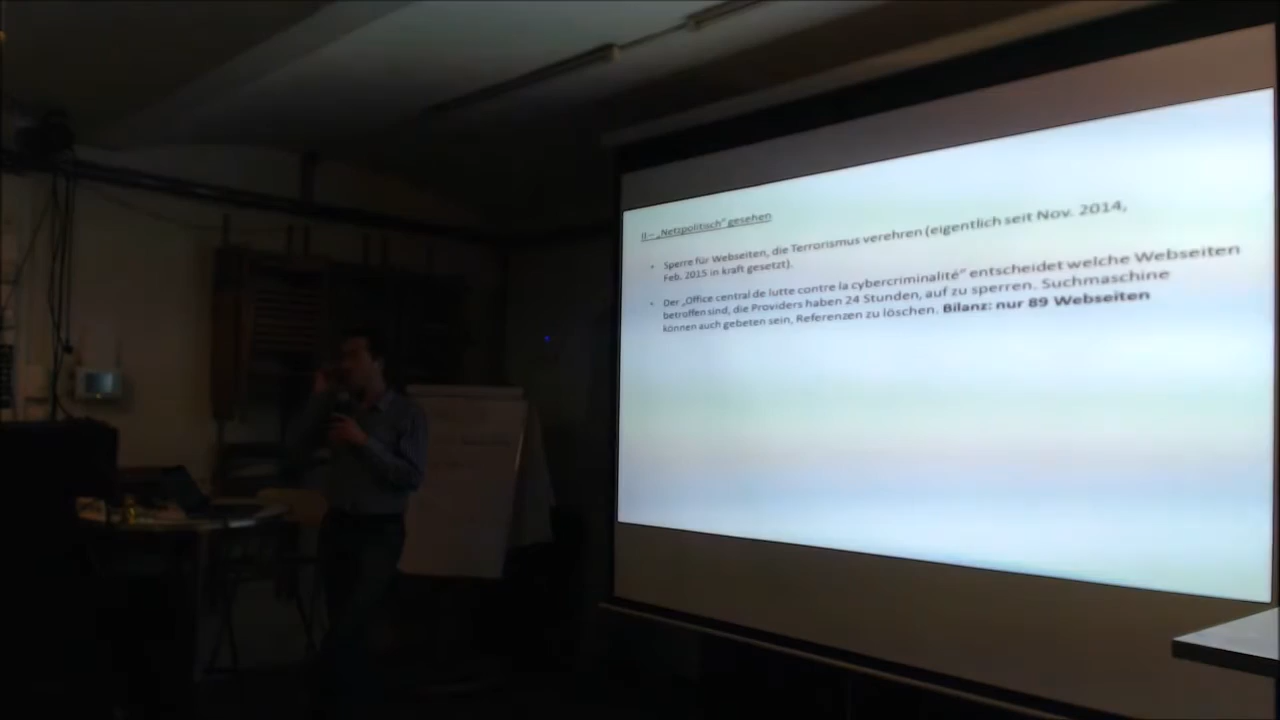 II – „Netzpolitisch“ gesehen
• Sperre für Webseiten, die Terrorismus verehren (eigentlich seit Nov. 2014,
Feb. 2015 in kraft gesetzt).
• Der „Office central de lutte contre la cybercriminalité“ entscheidet welche Webseiten
betroffen sind, die Providers haben 24 Stunden, auf zu sperren. Suchmaschine
können auch gebeten sein, Referenzen zu löschen. Bilanz: nur 89 Webseiten